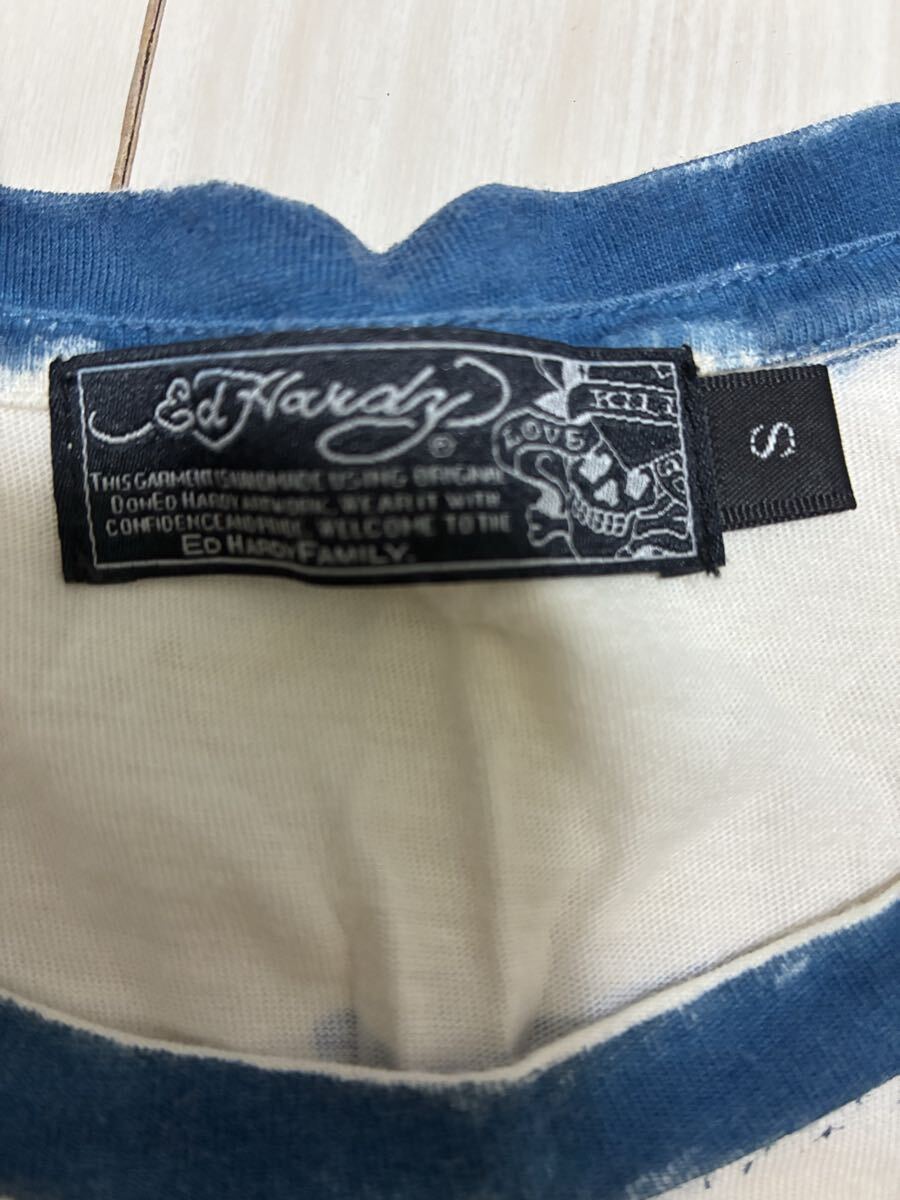 Ed Hardy
®
THIS GARMENT IS HANDMADE USING ORIGINAL
DON ED HARDY ARTWORK. WEAR IT WITH
CONFIDENCE AND PRIDE. WELCOME TO THE
ED HARDY FAMILY.
LOVE
S